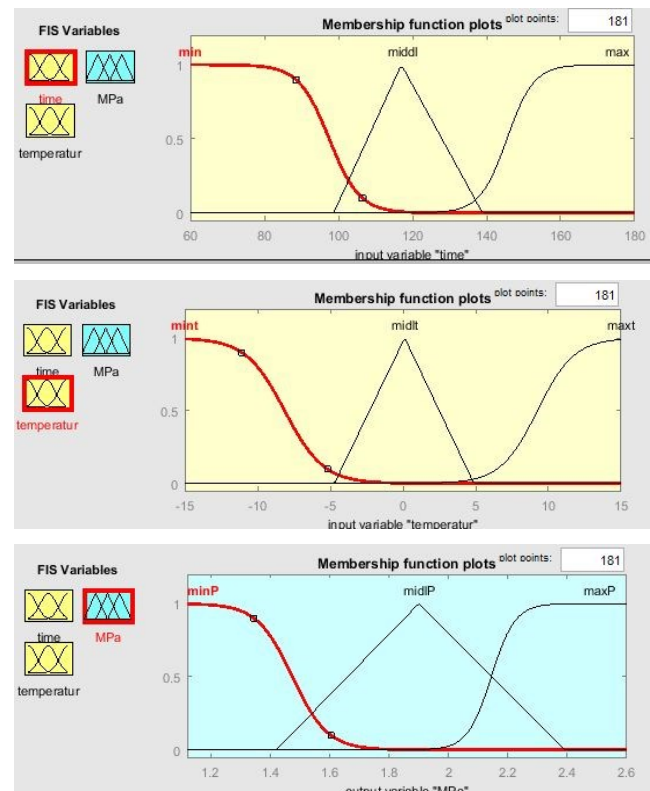 FIS Variables
Membership function plots
plot points:
181
min
middl
max
time
MPa
temperatur
1
0.5
0
60
80
100
120
140
160
180
input variable "time"
FIS Variables
Membership function plots
plot points:
181
mint
midlt
maxt
time
MPa
temperatur
1
0.5
0
-15
-10
-5
0
5
10
15
input variable "temperatur"
FIS Variables
Membership function plots
plot points:
181
minP
midlP
maxP
time
MPa
temperatur
1
0.5
0
1.2
1.4
1.6
1.8
2
2.2
2.4
2.6
output variable "MPa"